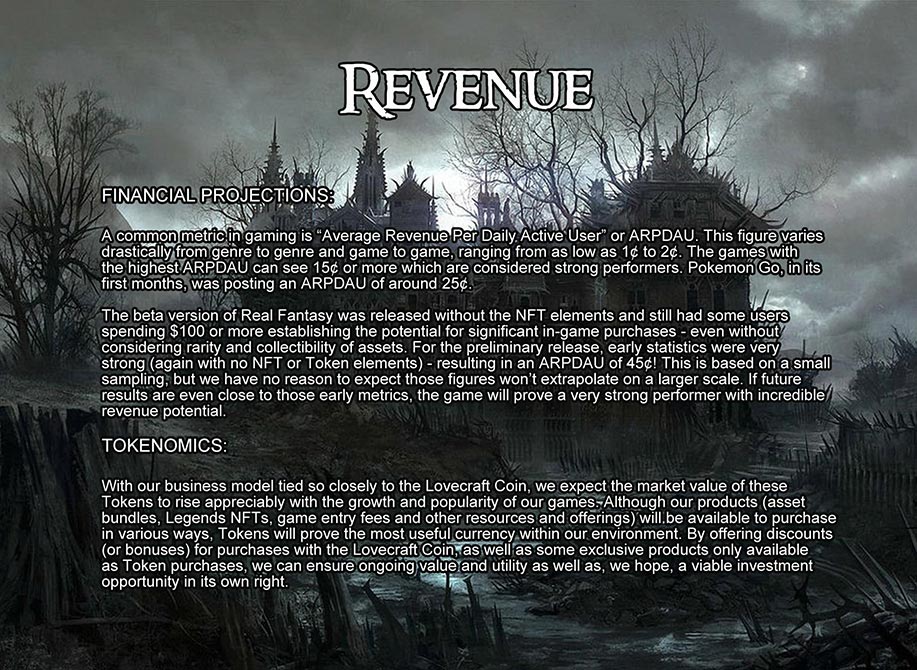 REVENUE
FINANCIAL PROJECTIONS:
A common metric in gaming is “Average Revenue Per Daily Active User” or ARPDAU. This figure varies
drastically from genre to genre and game to game, ranging from as low as 1¢ to 2¢. The games with
the highest ARPDAU can see 15¢ or more which are considered strong performers. Pokemon Go, in its
first months, was posting an ARPDAU of around 25¢.
The beta version of Real Fantasy was released without the NFT elements and still had some users
spending $100 or more establishing the potential for significant in-game purchases - even without
considering rarity and collectibility of assets. For the preliminary release, early statistics were very
strong (again with no NFT or Token elements) - resulting in an ARPDAU of 45¢! This is based on a small
sampling, but we have no reason to expect those figures won’t extrapolate on a larger scale. If future
results are even close to those early metrics, the game will prove a very strong performer with incredible
revenue potential.
TOKENOMICS:
With our business model tied so closely to the Lovecraft Coin, we expect the market value of these
Tokens to rise appreciably with the growth and popularity of our games. Although our products (asset
bundles, Legends NFTs, game entry fees and other resources and offerings) will be available to purchase
in various ways, Tokens will prove the most useful currency within our environment. By offering discounts
(or bonuses) for purchases with the Lovecraft Coin, as well as some exclusive products only available
as Token purchases, we can ensure ongoing value and utility as well as, we hope, a viable investment
opportunity in its own right.